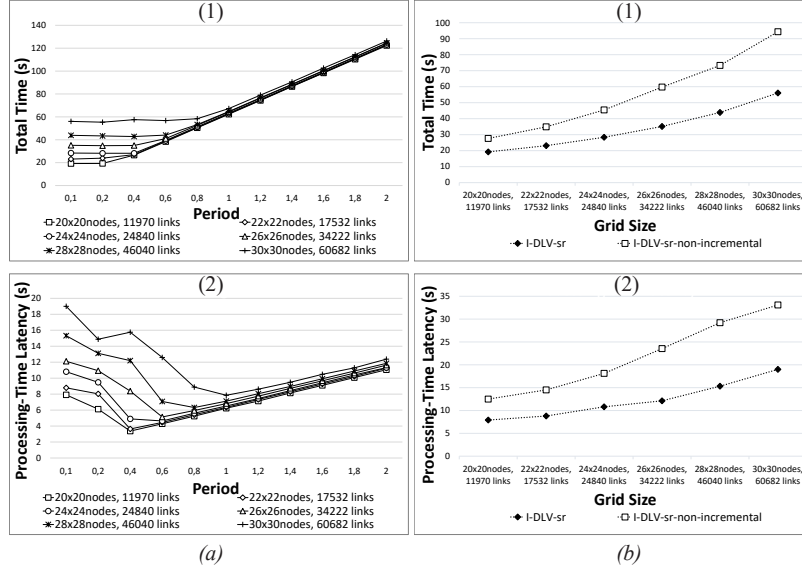 (1)
Total Time (s)
140
120
100
80
60
40
20
0
0,1 0,2 0,4 0,6 0,8 1 1,2 1,4 1,6 1,8 2
Period
20x20nodes, 11970 links
22x22nodes, 17532 links
24x24nodes, 24840 links
26x26nodes, 34222 links
28x28nodes, 46040 links
30x30nodes, 60682 links
(1)
Total Time (s)
100
90
80
70
60
50
40
30
20
10
0
20x20nodes, 22x22nodes, 24x24nodes, 26x26nodes, 28x28nodes, 30x30nodes,
11970 links 17532 links 24840 links 34222 links 46040 links 60682 links
Grid Size
I-DLV-sr
I-DLV-sr-non-incremental
(2)
Processing-Time Latency (s)
20
18
16
14
12
10
8
6
4
2
0
0,1 0,2 0,4 0,6 0,8 1 1,2 1,4 1,6 1,8 2
Period
20x20nodes, 11970 links
22x22nodes, 17532 links
24x24nodes, 24840 links
26x26nodes, 34222 links
28x28nodes, 46040 links
30x30nodes, 60682 links
(2)
Processing-Time Latency (s)
35
30
25
20
15
10
5
0
20x20nodes, 22x22nodes, 24x24nodes, 26x26nodes, 28x28nodes, 30x30nodes,
11970 links 17532 links 24840 links 34222 links 46040 links 60682 links
Grid Size
I-DLV-sr
I-DLV-sr-non-incremental
(a)
(b)